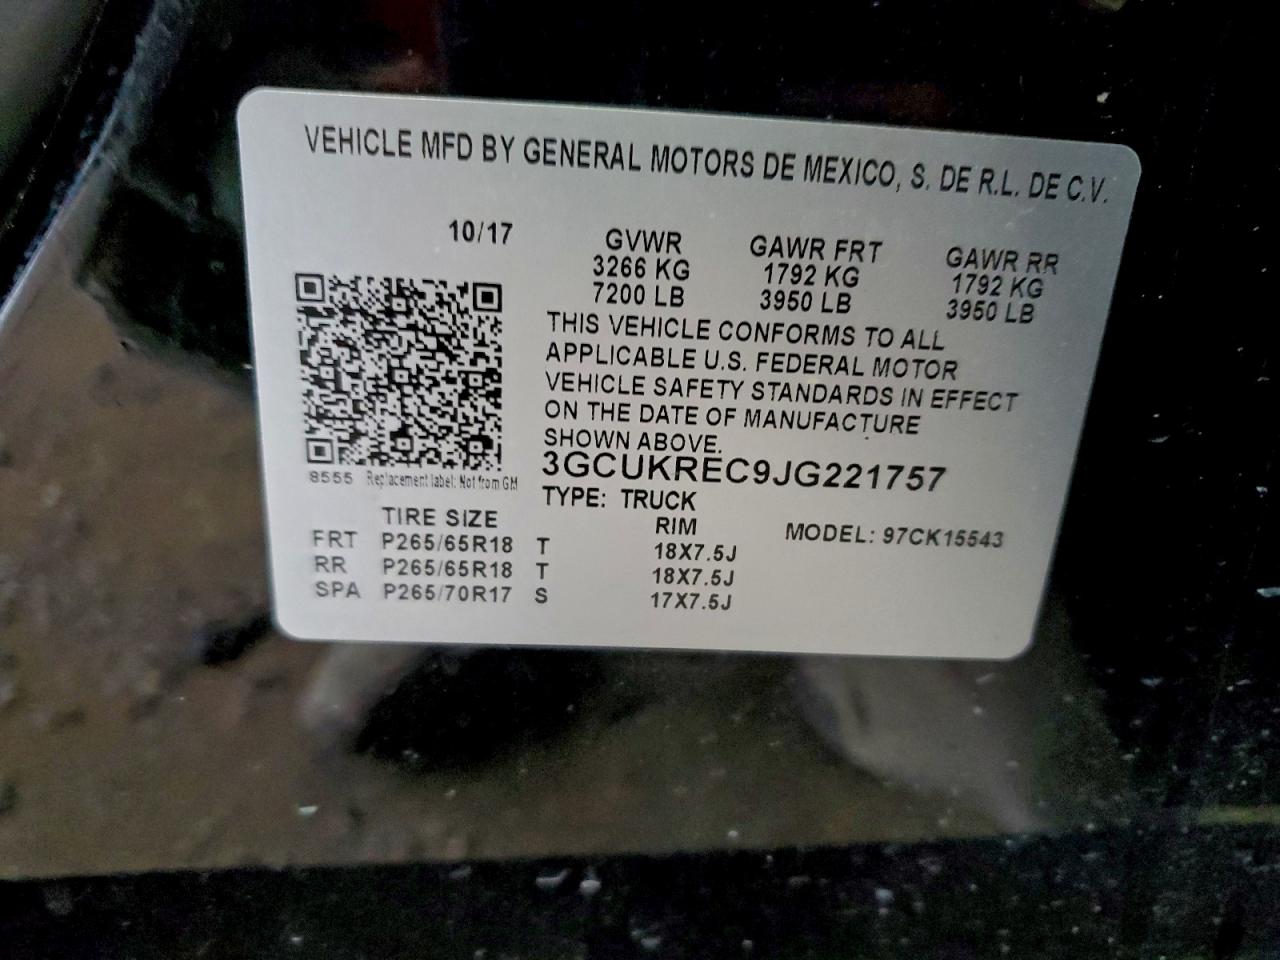 VEHICLE MFD BY GENERAL MOTORS DE MEXICO, S. DE R.L. DE C.V.
10/17 GVWR GAWR FRT GAWR RR
3266 KG 1792 KG 1792 KG
7200 LB 3950 LB 3950 LB
THIS VEHICLE CONFORMS TO ALL
APPLICABLE U.S. FEDERAL MOTOR
VEHICLE SAFETY STANDARDS IN EFFECT
ON THE DATE OF MANUFACTURE
SHOWN ABOVE.
8555 Replacement label: Not from GM
3GCUKREC9JG221757
TYPE: TRUCK
TIRE SIZE RIM MODEL: 97CK15543
FRT P265/65R18 T 18X7.5J
RR P265/65R18 T 18X7.5J
SPA P265/70R17 S 17X7.5J